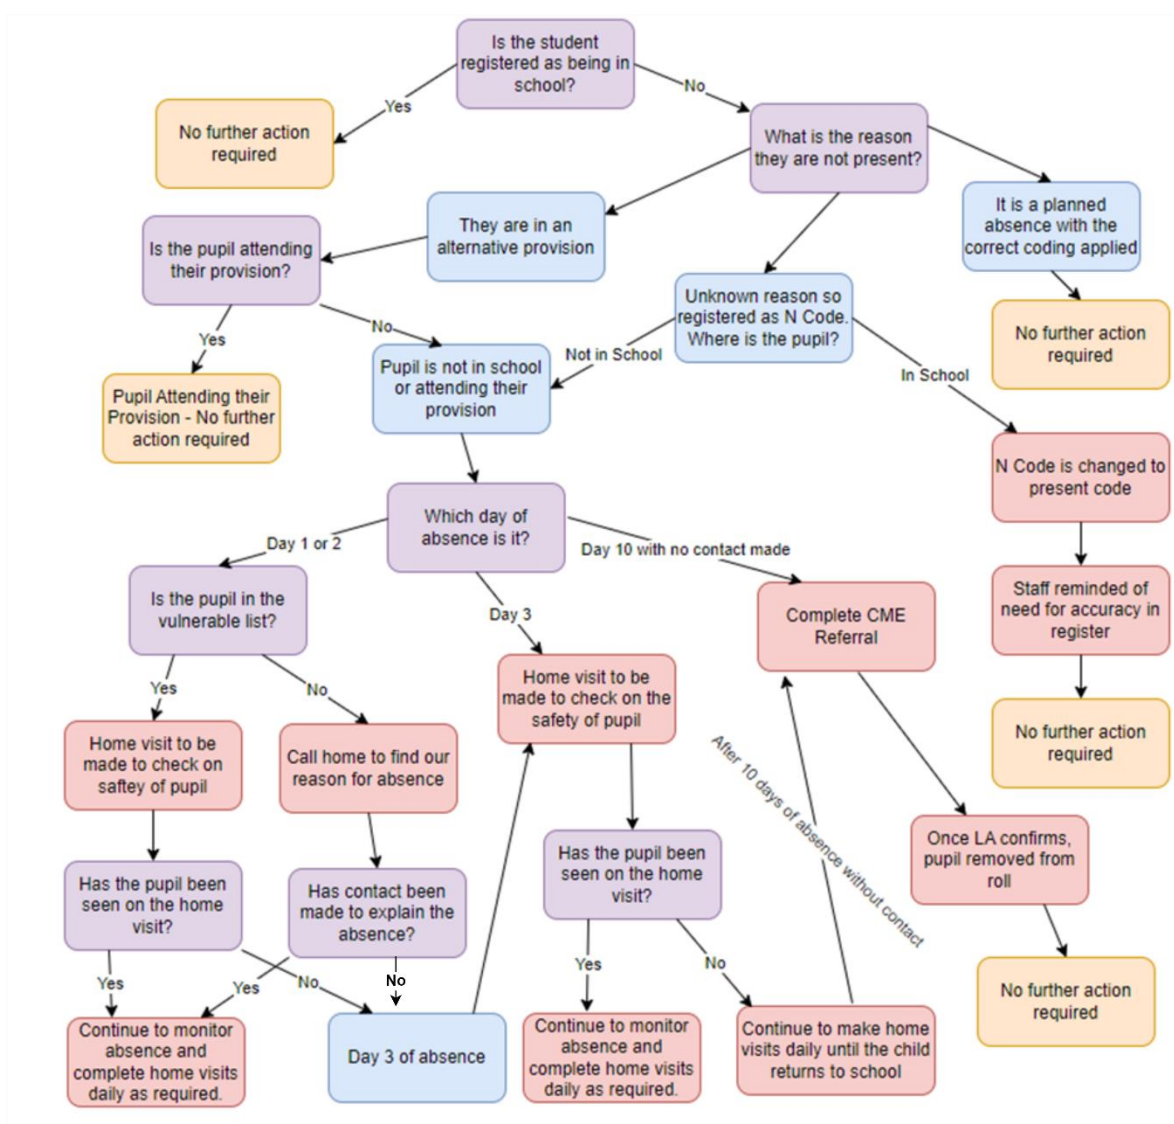 Is the student
registered as being in
school?
Yes
No
No further action
required
What is the reason
they are not present?
They are in an
alternative provision
It is a planned
absence with the
correct coding applied
Is the pupil attending
their provision?
Unknown reason so
registered as N Code.
Where is the pupil?
No further action
required
Yes
No
Not in School
In School
Pupil is not in school
or attending their
provision
Pupil Attending their
Provision - No further
action required
N Code is changed to
present code
Which day of
absence is it?
Day 1 or 2
Day 10 with no contact made
Day 3
Is the pupil in the
vulnerable list?
Complete CME
Referral
Staff reminded of
need for accuracy in
register
Yes
No
Home visit to be
made to check on the
safety of pupil
Home visit to be
made to check on
saftey of pupil
Call home to find our
reason for absence
No further action
required
After 10 days of absence without contact
Has the pupil been
seen on the home
visit?
Has contact been
made to explain the
absence?
Has the pupil been
seen on the home
visit?
Once LA confirms,
pupil removed from
roll
Yes
Yes
No
No
Yes
No
Continue to monitor
absence and
complete home visits
daily as required.
Day 3 of absence
Continue to monitor
absence and
complete home visits
daily as required.
Continue to make home
visits daily until the child
returns to school
No further action
required